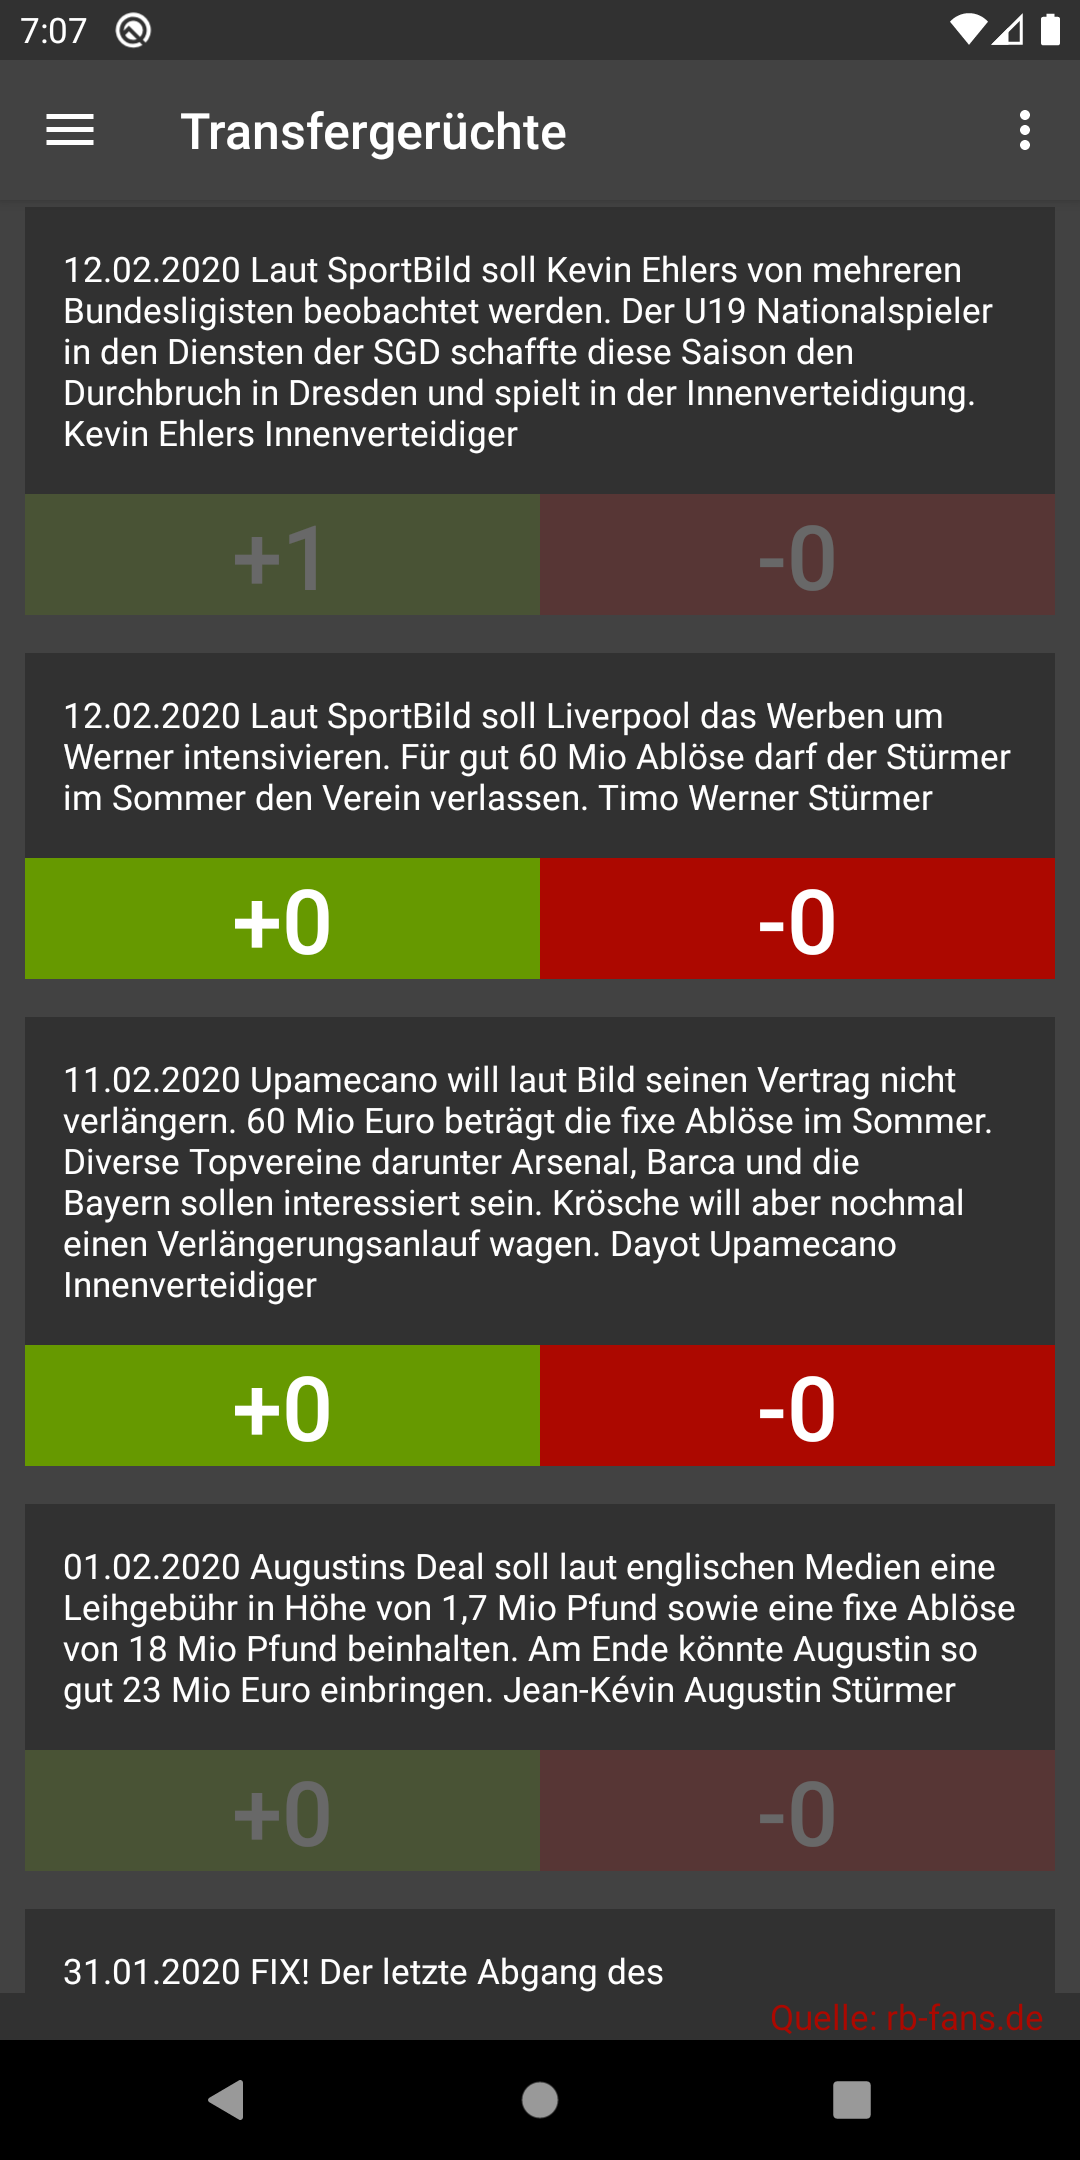 7:07
Transfergerüchte
12.02.2020 Laut SportBild soll Kevin Ehlers von mehreren
Bundesligisten beobachtet werden. Der U19 Nationalspieler
in den Diensten der SGD schaffte diese Saison den
Durchbruch in Dresden und spielt in der Innenverteidigung.
Kevin Ehlers Innenverteidiger
+1 -0
12.02.2020 Laut SportBild soll Liverpool das Werben um
Werner intensivieren. Für gut 60 Mio Ablöse darf der Stürmer
im Sommer den Verein verlassen. Timo Werner Stürmer
+0 -0
11.02.2020 Upamecano will laut Bild seinen Vertrag nicht
verlängern. 60 Mio Euro beträgt die fixe Ablöse im Sommer.
Diverse Topvereine darunter Arsenal, Barca und die
Bayern sollen interessiert sein. Krösche will aber nochmal
einen Verlängerungsanlauf wagen. Dayot Upamecano
Innenverteidiger
+0 -0
01.02.2020 Augustins Deal soll laut englischen Medien eine
Leihgebühr in Höhe von 1,7 Mio Pfund sowie eine fixe Ablöse
von 18 Mio Pfund beinhalten. Am Ende könnte Augustin so
gut 23 Mio Euro einbringen. Jean-Kévin Augustin Stürmer
+0 -0
31.01.2020 FIX! Der letzte Abgang des
Quelle: rb-fans.de